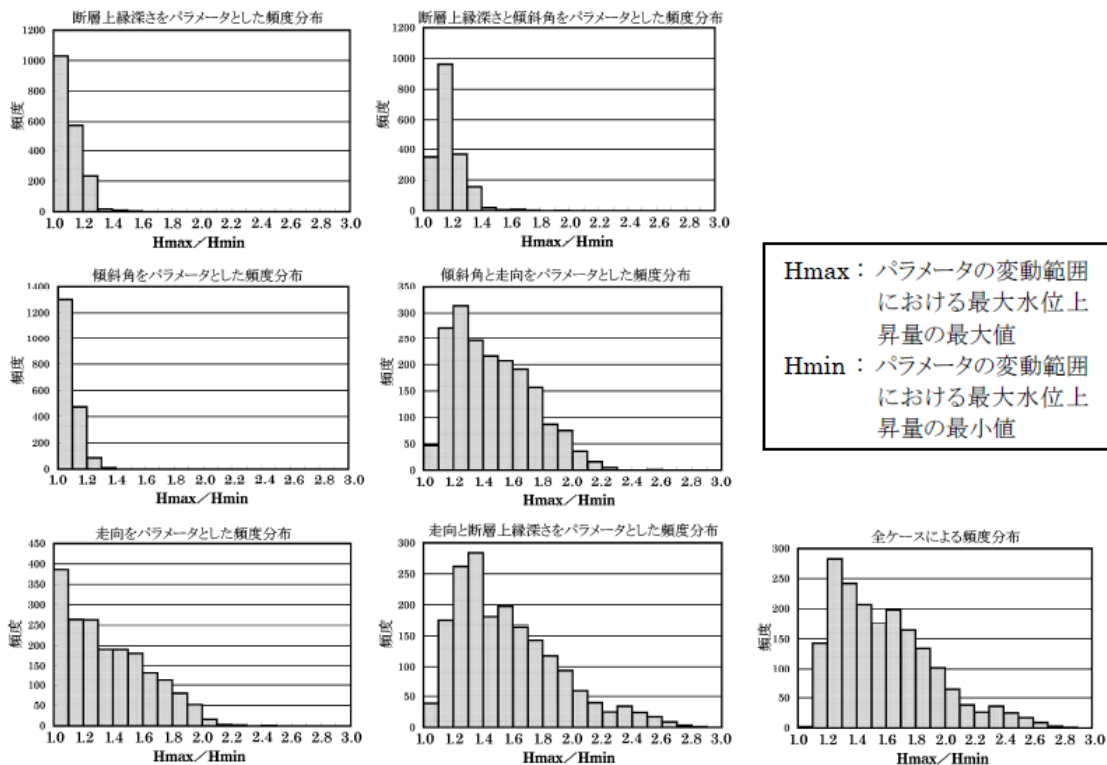 断層上縁深さをパラメータとした頻度分布
1200
1000
800
600
400
200
0
頻度
1.0 1.2 1.4 1.6 1.8 2.0 2.2 2.4 2.6 2.8 3.0
Hmax／Hmin
断層上縁深さと傾斜角をパラメータとした頻度分布
1200
1000
800
600
400
200
0
頻度
1.0 1.2 1.4 1.6 1.8 2.0 2.2 2.4 2.6 2.8 3.0
Hmax／Hmin
傾斜角をパラメータとした頻度分布
1400
1200
1000
800
600
400
200
0
頻度
1.0 1.2 1.4 1.6 1.8 2.0 2.2 2.4 2.6 2.8 3.0
Hmax／Hmin
傾斜角と走向をパラメータとした頻度分布
350
300
250
200
150
100
50
0
頻度
1.0 1.2 1.4 1.6 1.8 2.0 2.2 2.4 2.6 2.8 3.0
Hmax／Hmin
Hmax： パラメータの変動範囲
における最大水位上
昇量の最大値
Hmin ： パラメータの変動範囲
における最大水位上
昇量の最小値
走向をパラメータとした頻度分布
450
400
350
300
250
200
150
100
50
0
頻度
1.0 1.2 1.4 1.6 1.8 2.0 2.2 2.4 2.6 2.8 3.0
Hmax／Hmin
走向と断層上縁深さをパラメータとした頻度分布
300
250
200
150
100
50
0
頻度
1.0 1.2 1.4 1.6 1.8 2.0 2.2 2.4 2.6 2.8 3.0
Hmax／Hmin
全ケースによる頻度分布
300
250
200
150
100
50
0
頻度
1.0 1.2 1.4 1.6 1.8 2.0 2.2 2.4 2.6 2.8 3.0
Hmax／Hmin